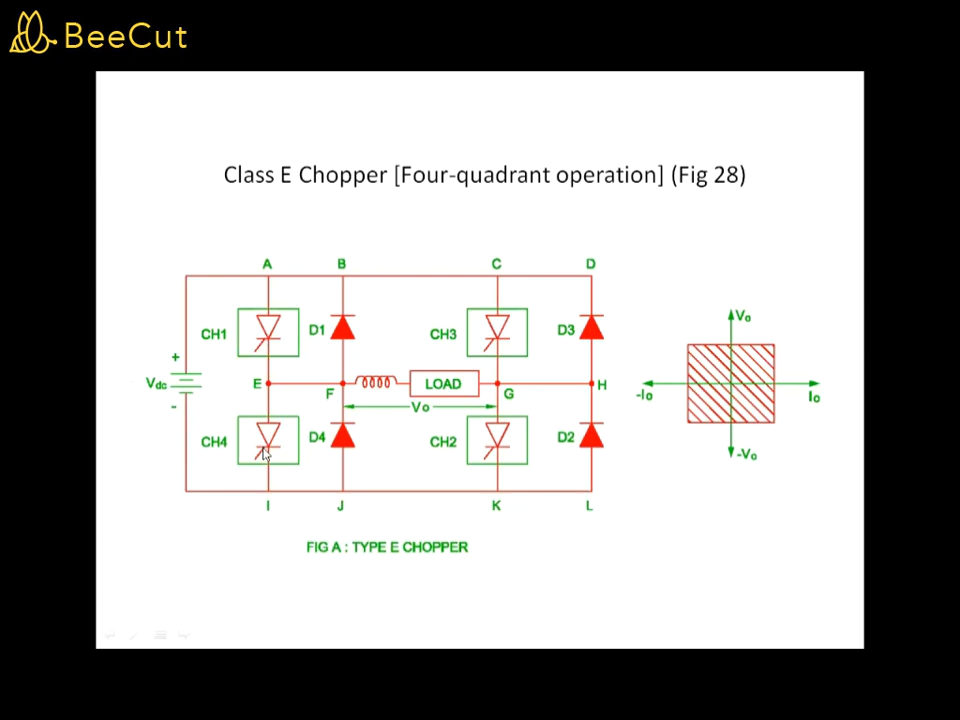 BeeCut
Class E Chopper [Four-quadrant operation] (Fig 28)
A B C D
CH1 D1 CH3 D3
+
Vdc
-
E F LOAD G H
Vo
CH4 D4 CH2 D2
I J K L
Vo
-Io Io
-Vo
FIG A : TYPE E CHOPPER